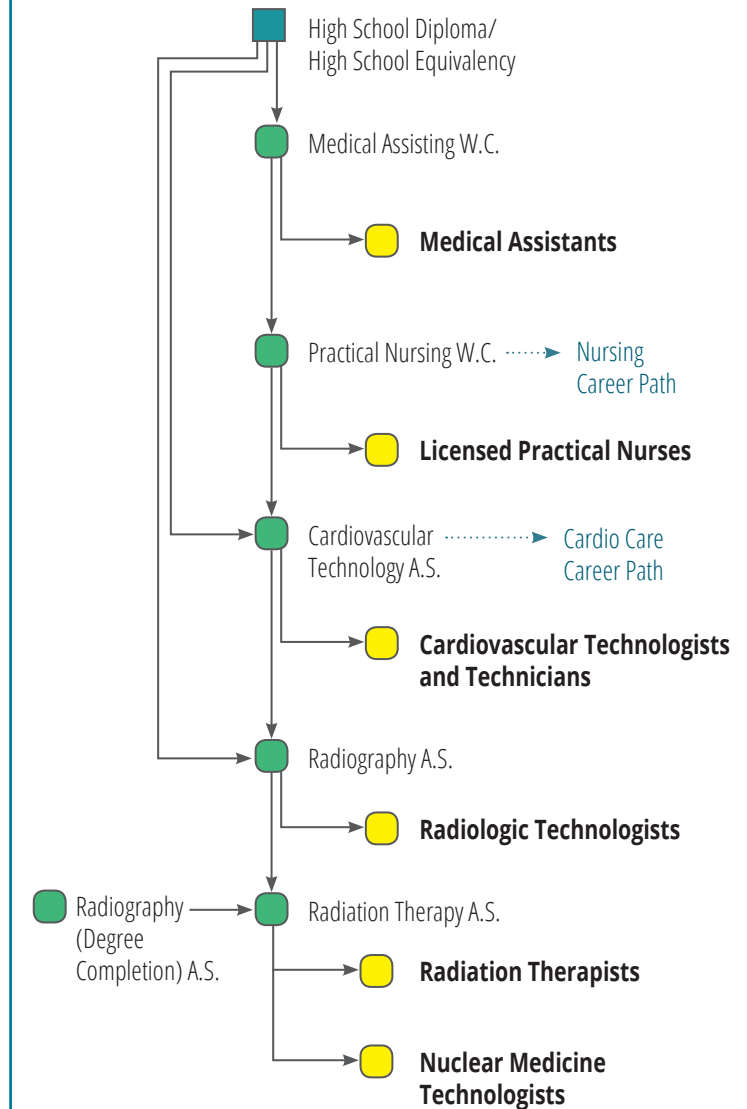 High School Diploma/
High School Equivalency
Medical Assisting W.C.
Medical Assistants
Practical Nursing W.C.
Nursing
Career Path
Licensed Practical Nurses
Cardiovascular
Technology A.S.
Cardio Care
Career Path
Cardiovascular Technologists
and Technicians
Radiography A.S.
Radiologic Technologists
Radiography
(Degree
Completion) A.S.
Radiation Therapy A.S.
Radiation Therapists
Nuclear Medicine
Technologists